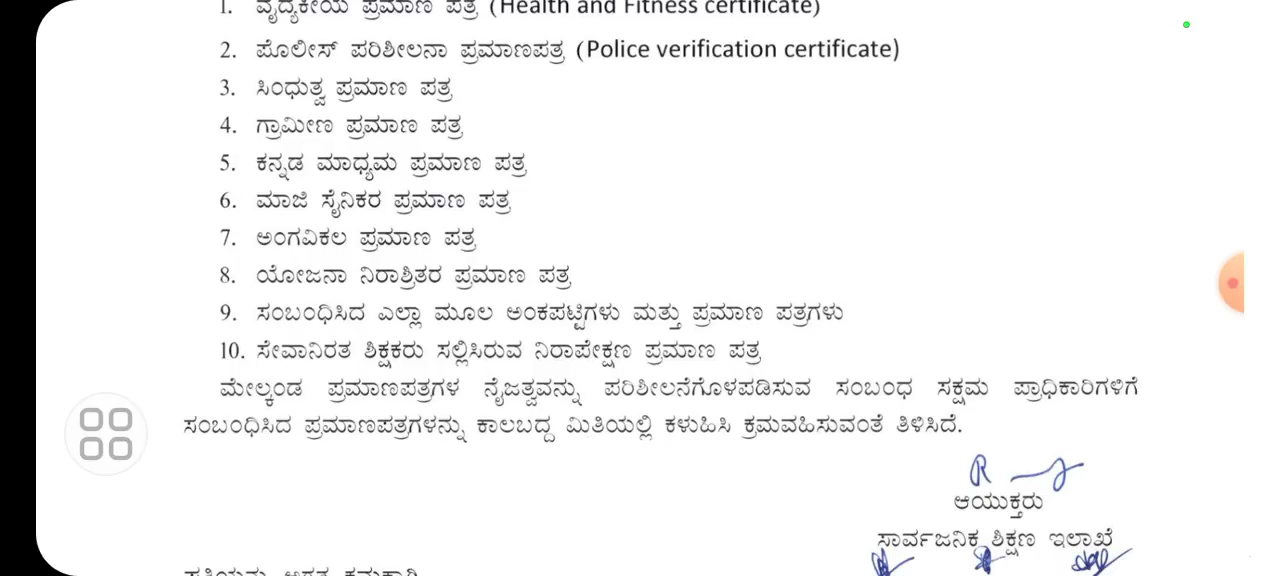 1. ವೈದ್ಯಕೀಯ ಪ್ರಮಾಣ ಪತ್ರ (Health and Fitness certificate)
2. ಪೊಲೀಸ್ ಪರಿಶೀಲನಾ ಪ್ರಮಾಣಪತ್ರ (Police verification certificate)
3. ಸಿಂಧುತ್ವ ಪ್ರಮಾಣ ಪತ್ರ
4. ಗ್ರಾಮೀಣ ಪ್ರಮಾಣ ಪತ್ರ
5. ಕನ್ನಡ ಮಾಧ್ಯಮ ಪ್ರಮಾಣ ಪತ್ರ
6. ಮಾಜಿ ಸೈನಿಕರ ಪ್ರಮಾಣ ಪತ್ರ
7. ಅಂಗವಿಕಲ ಪ್ರಮಾಣ ಪತ್ರ
8. ಯೋಜನಾ ನಿರಾಶ್ರಿತರ ಪ್ರಮಾಣ ಪತ್ರ
9. ಸಂಬಂಧಿಸಿದ ಎಲ್ಲಾ ಮೂಲ ಅಂಕಪಟ್ಟಿಗಳು ಮತ್ತು ಪ್ರಮಾಣ ಪತ್ರಗಳು
10. ಸೇವಾನಿರತ ಶಿಕ್ಷಕರು ಸಲ್ಲಿಸಿರುವ ನಿರಾಪೇಕ್ಷಣ ಪ್ರಮಾಣ ಪತ್ರ
ಮೇಲ್ಕಂಡ ಪ್ರಮಾಣಪತ್ರಗಳ ನೈಜತ್ವವನ್ನು ಪರಿಶೀಲನೆಗೊಳಪಡಿಸುವ ಸಂಬಂಧ ಸಕ್ಷಮ ಪ್ರಾಧಿಕಾರಿಗಳಿಗೆ
ಸಂಬಂಧಿಸಿದ ಪ್ರಮಾಣಪತ್ರಗಳನ್ನು ಕಾಲಬದ್ದ ಮಿತಿಯಲ್ಲಿ ಕಳುಹಿಸಿ ಕ್ರಮವಹಿಸುವಂತೆ ತಿಳಿಸಿದೆ.
ಆಯುಕ್ತರು
ಸಾರ್ವಜನಿಕ ಶಿಕ್ಷಣ ಇಲಾಖೆ